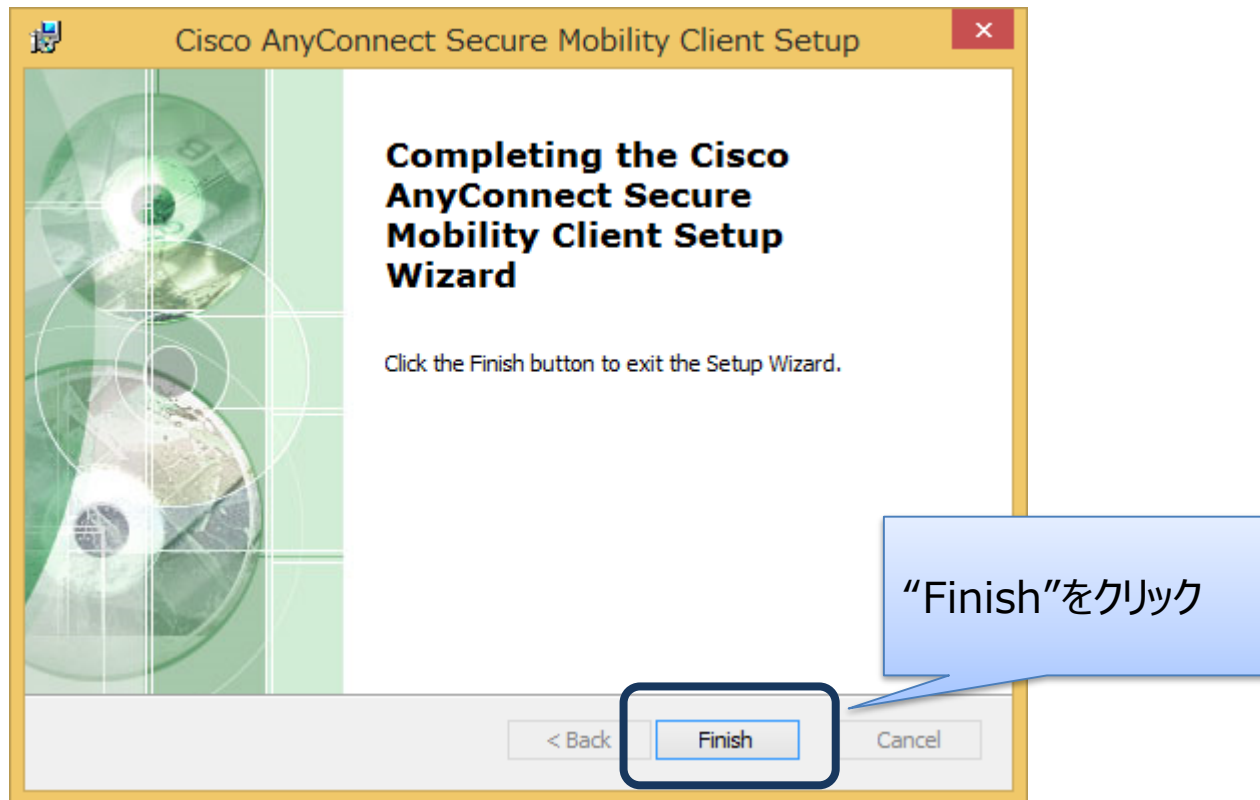 Cisco AnyConnect Secure Mobility Client Setup
Completing the Cisco
AnyConnect Secure
Mobility Client Setup
Wizard
Click the Finish button to exit the Setup Wizard.
“Finish”をクリック
< Back
Finish
Cancel